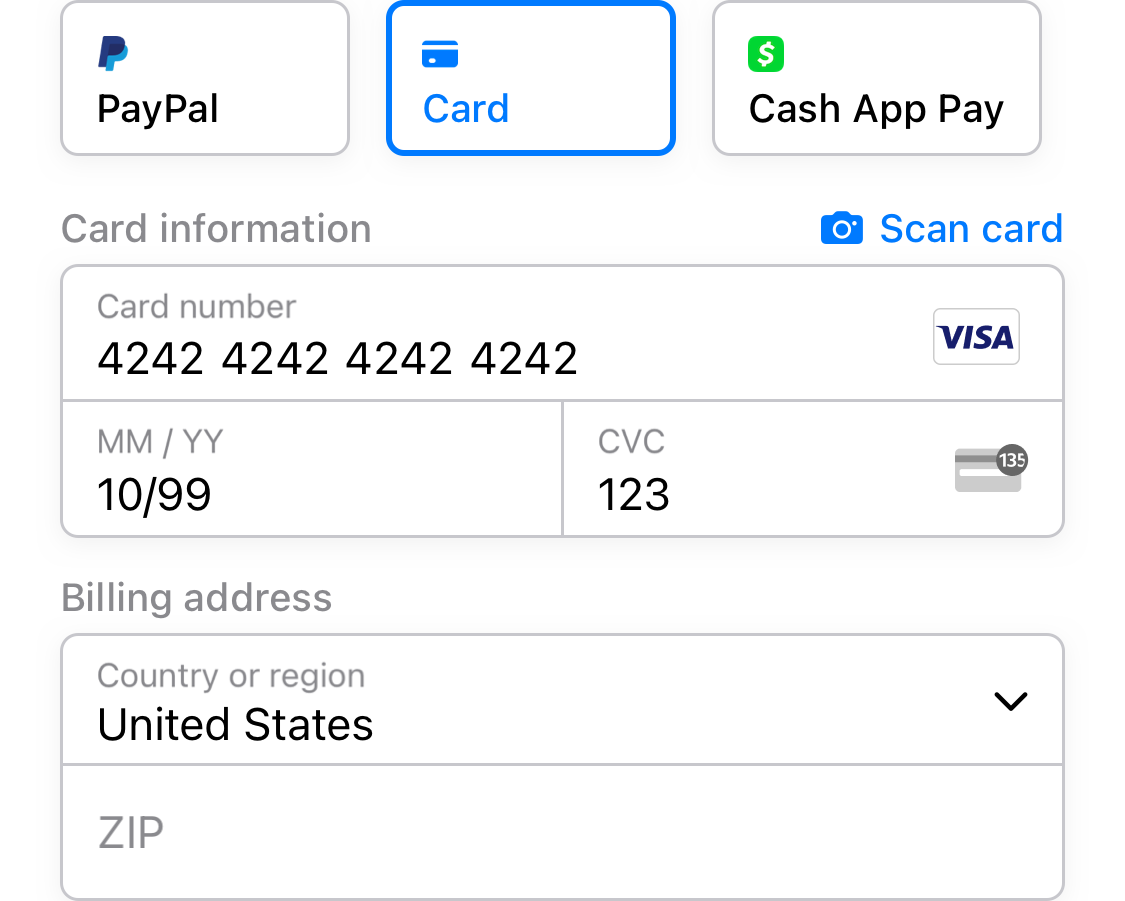 PayPal
Card
$
Cash App Pay
Card information
Scan card
Card number
4242 4242 4242 4242
VISA
MM / YY
10/99
CVC
123
135
Billing address
Country or region
United States
ZIP